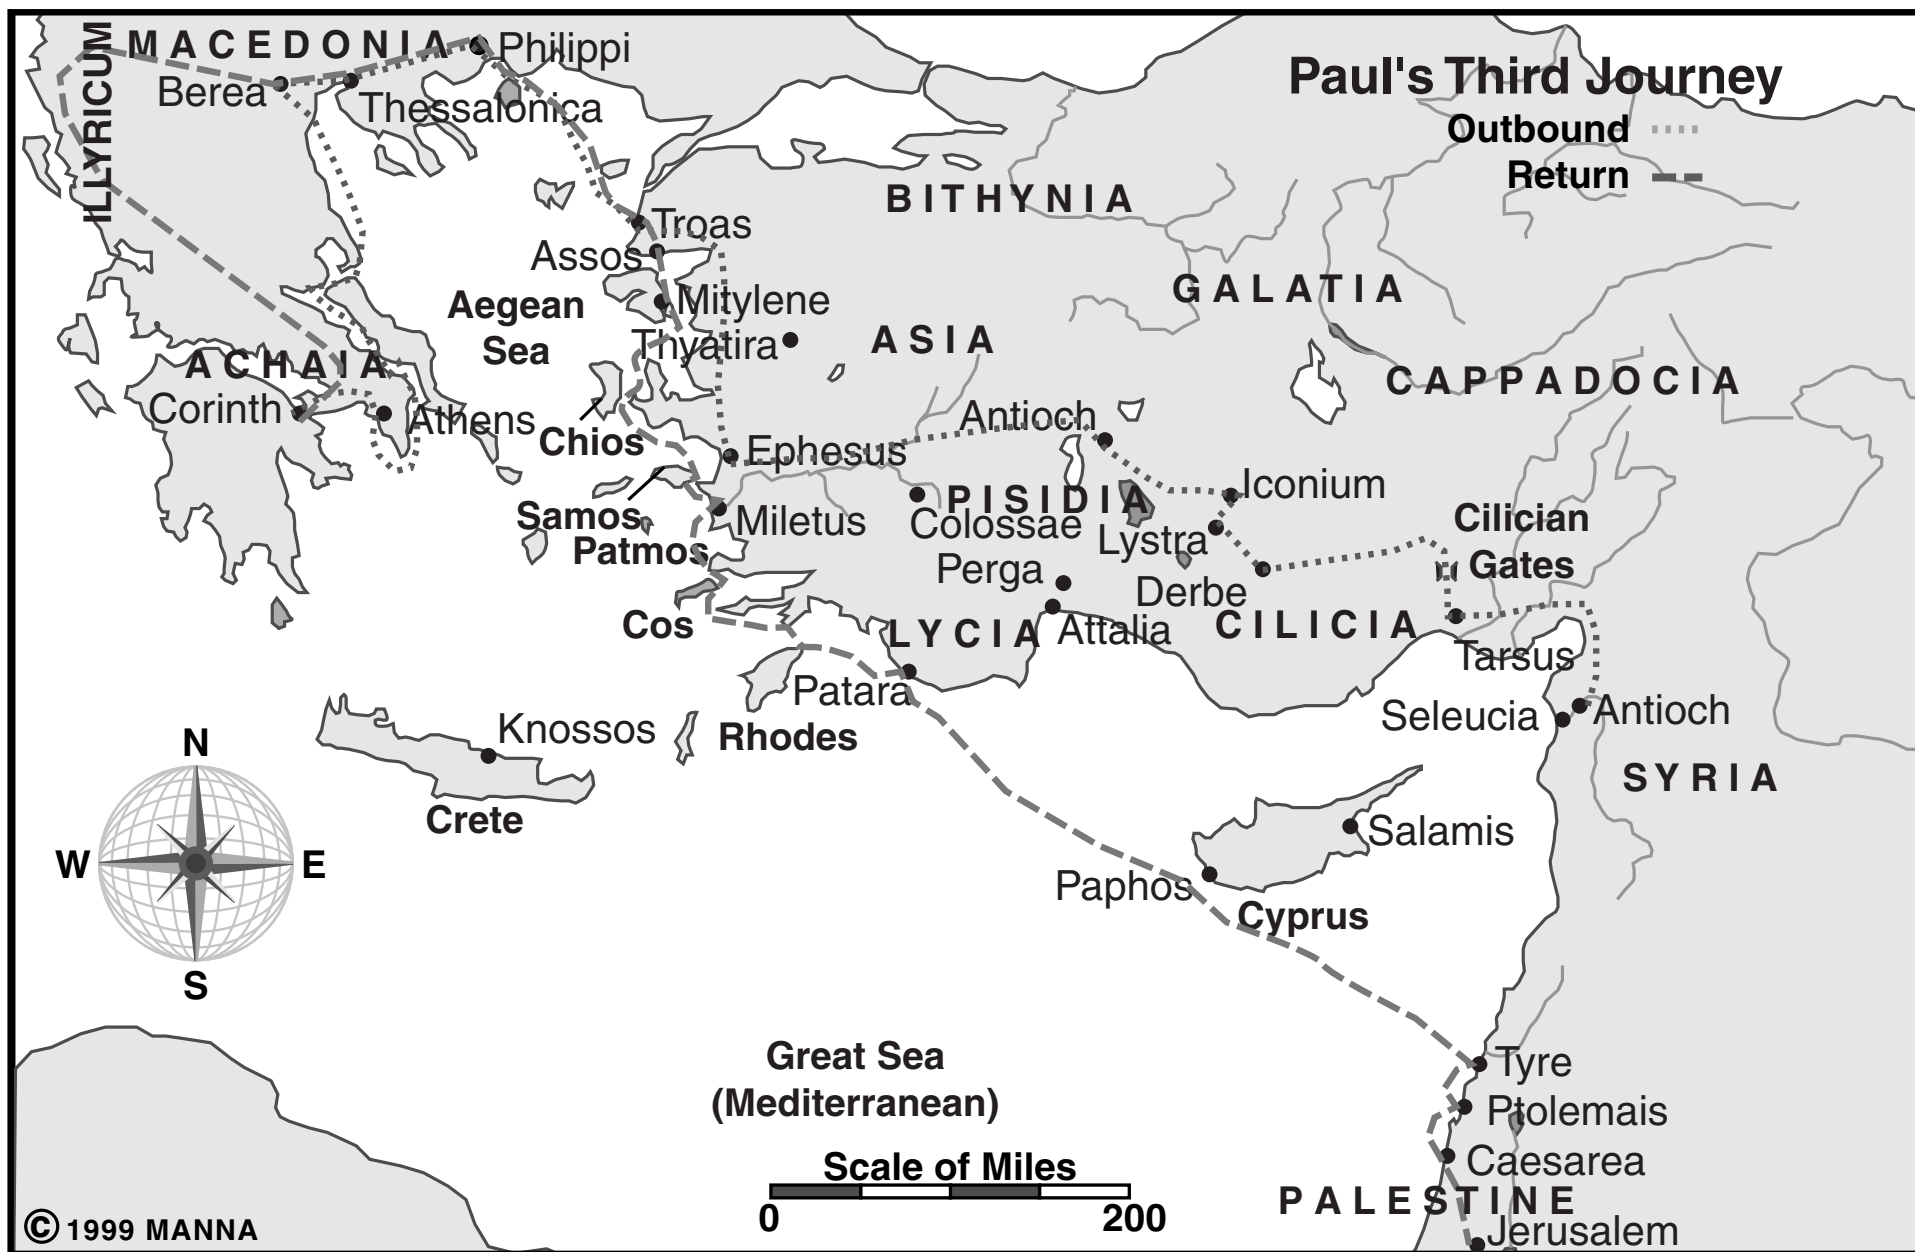 MACEDONIA
Philippi
Paul's Third Journey
Berea
Thessalonica
ILLYRICUM
Outbound
Return
BITHYNIA
Troas
Assos
Aegean
Sea
Mitylene
GALATIA
Thyatira
ASIA
ACHAIA
CAPPADOCIA
Corinth
Athens
Chios
Antioch
Ephesus
Iconium
PISIDIA
Samos
Miletus
Colossae
Lystra
Cilician
Gates
Patmos
Perga
Derbe
Cos
LYCIA
Attalia
CILICIA
Tarsus
Patara
Seleucia
Antioch
Knossos
Rhodes
N
SYRIA
Crete
Salamis
W
E
Paphos
Cyprus
S
Great Sea
(Mediterranean)
Tyre
Ptolemais
Scale of Miles
Caesarea
PALESTINE
0
200
© 1999 MANNA
Jerusalem